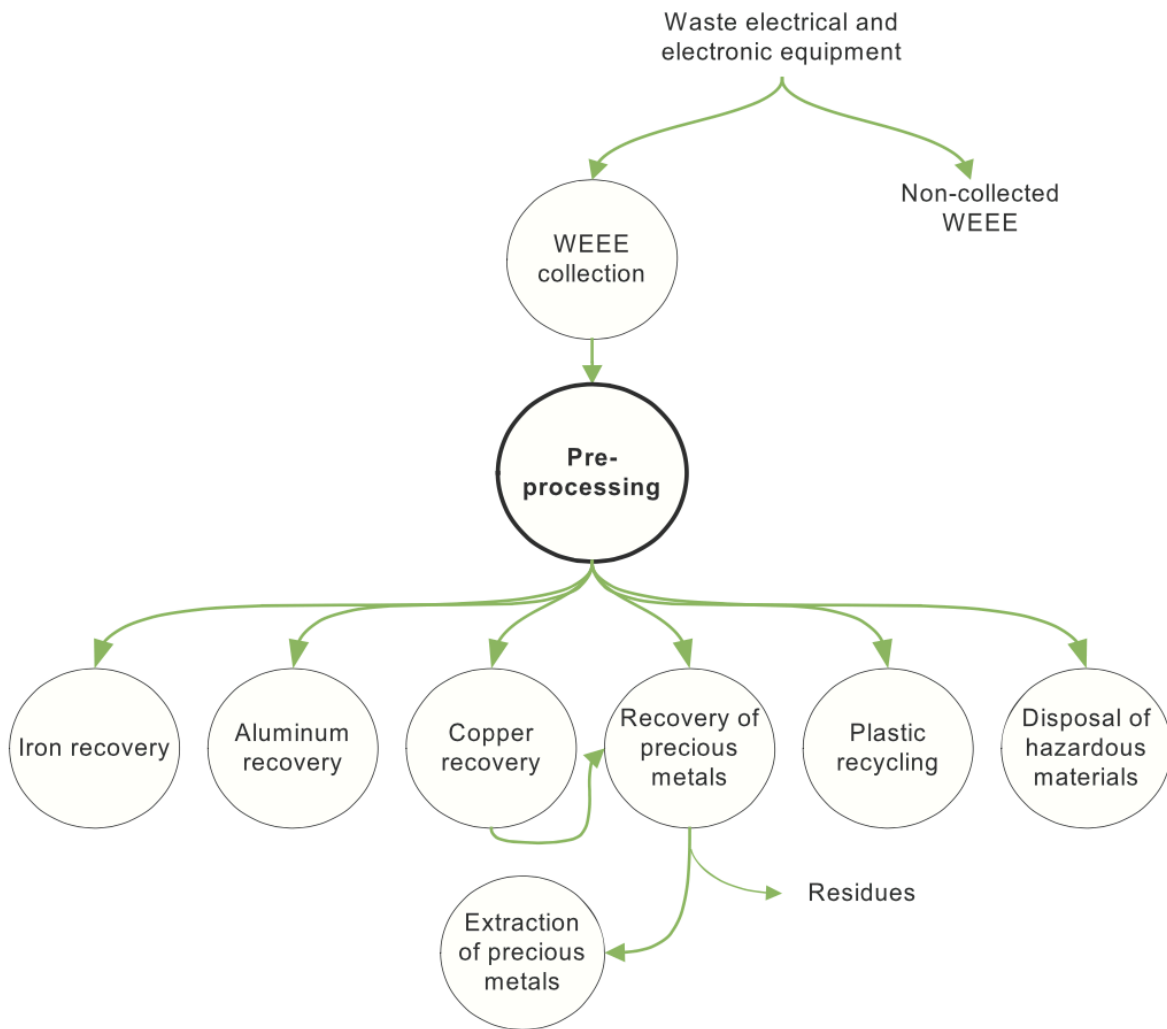 Waste electrical and
electronic equipment
Non-collected
WEEE
WEEE
collection
Pre-
processing
Iron recovery
Aluminum
recovery
Copper
recovery
Recovery of
precious
metals
Plastic
recycling
Disposal of
hazardous
materials
Residues
Extraction
of precious
metals